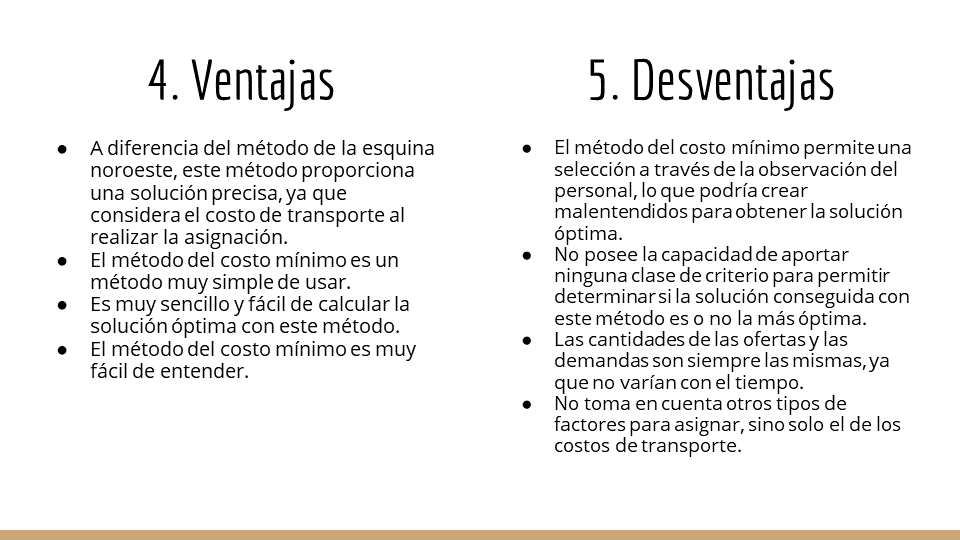 4. Ventajas
● A diferencia del método de la esquina
noroeste, este método proporciona
una solución precisa, ya que
considera el costo de transporte al
realizar la asignación.
● El método del costo mínimo es un
método muy simple de usar.
● Es muy sencillo y fácil de calcular la
solución óptima con este método.
● El método del costo mínimo es muy
fácil de entender.
5. Desventajas
● El método del costo mínimo permite una
selección a través de la observación del
personal, lo que podría crear
malentendidos para obtener la solución
óptima.
● No posee la capacidad de aportar
ninguna clase de criterio para permitir
determinar si la solución conseguida con
este método es o no la más óptima.
● Las cantidades de las ofertas y las
demandas son siempre las mismas, ya
que no varían con el tiempo.
● No toma en cuenta otros tipos de
factores para asignar, sino solo el de los
costos de transporte.